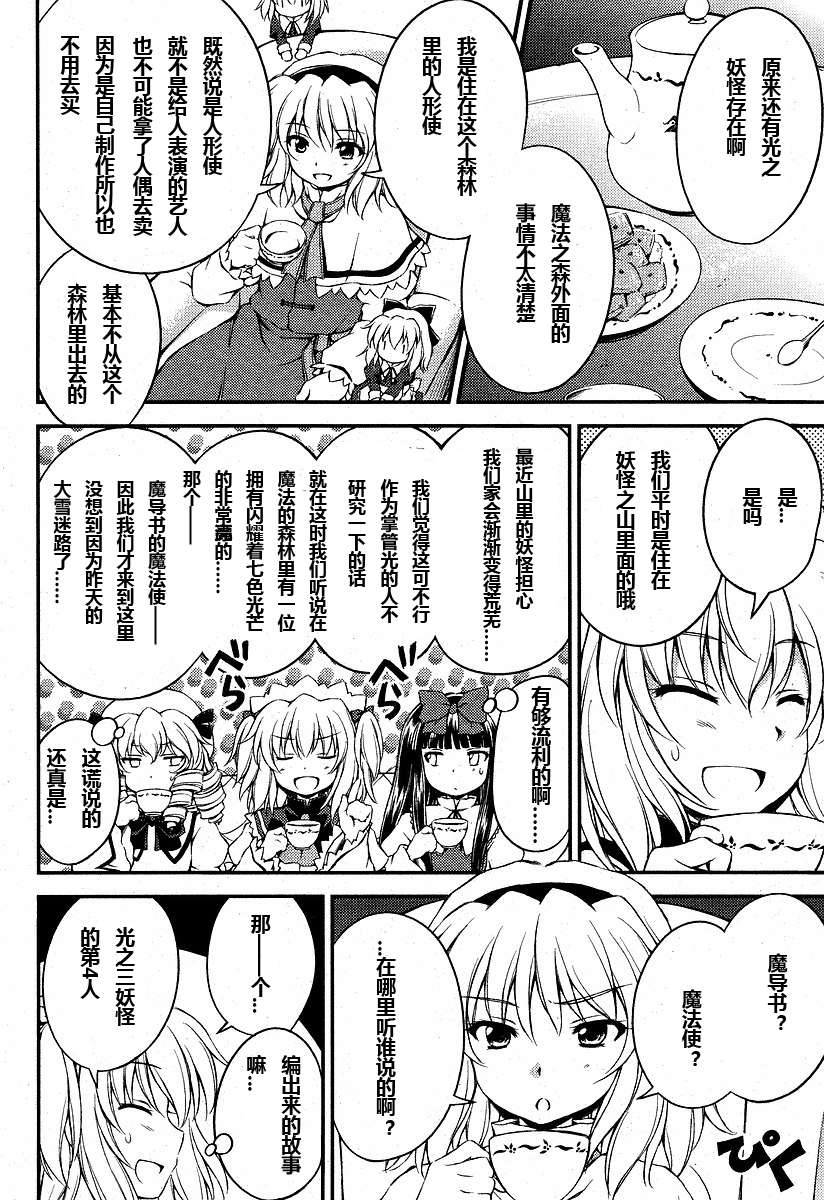 原来还有光之
妖怪存在啊
魔法之森外面的
事情不太清楚
我是住在这个森林
里的人形使
既然说是人形使
就不是给人表演的艺人
也不可能拿了人偶去卖
因为是自己制作所以也
不用去买
基本不从这个
森林里出去的
是…
是吗
我们平时是住在
妖怪之山里面的哦
最近山里的妖怪担心
我们家会渐渐变得荒芜……
我们觉得这可不行
作为掌管光的人不
研究一下的话
就在这时我们听说在
魔法的森林里有一位
拥有闪耀着七色光芒
的非常轟的……
那个——
魔导书的魔法使——
因此我们才来到这里
没想到因为昨天的
大雪迷路了……
べら
べら
有够流利的啊……
这谎说的
还真是…
魔导书？
魔法使？
…在哪里听谁说的啊？
ぴく
那——个…
光之三妖怪
的第4人
编出来的故事
嘛…